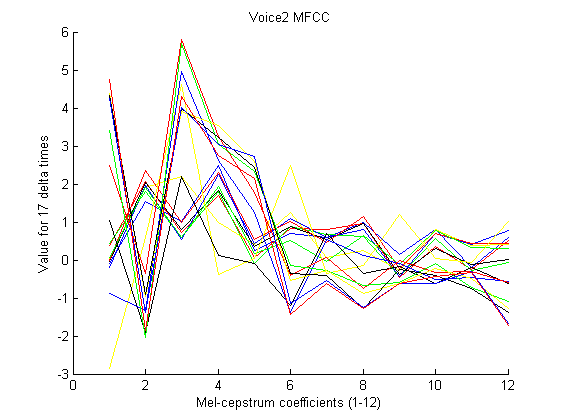 Voice2 MFCC
Value for 17 delta times
6
5
4
3
2
1
0
-1
-2
-3
0 2 4 6 8 10 12
Mel-cepstrum coefficients (1-12)